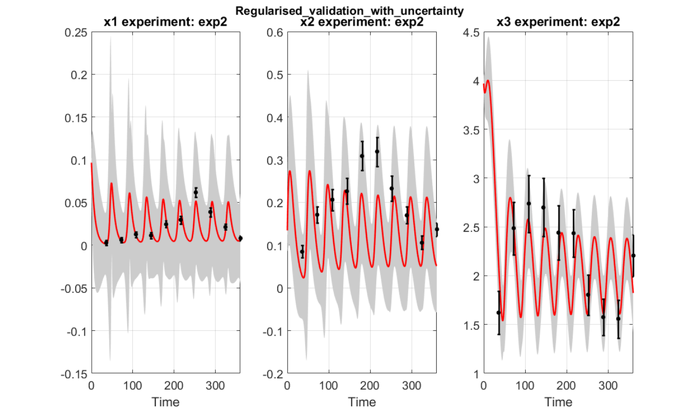 Regularised_validation_with_uncertainty
x1 experiment: exp2
0.25
0.2
0.15
0.1
0.05
0
-0.05
-0.1
-0.15
0 100 200 300
Time
x2 experiment: exp2
0.6
0.5
0.4
0.3
0.2
0.1
0
-0.1
-0.2
0 100 200 300
Time
x3 experiment: exp2
4.5
4
3.5
3
2.5
2
1.5
1
0 100 200 300
Time